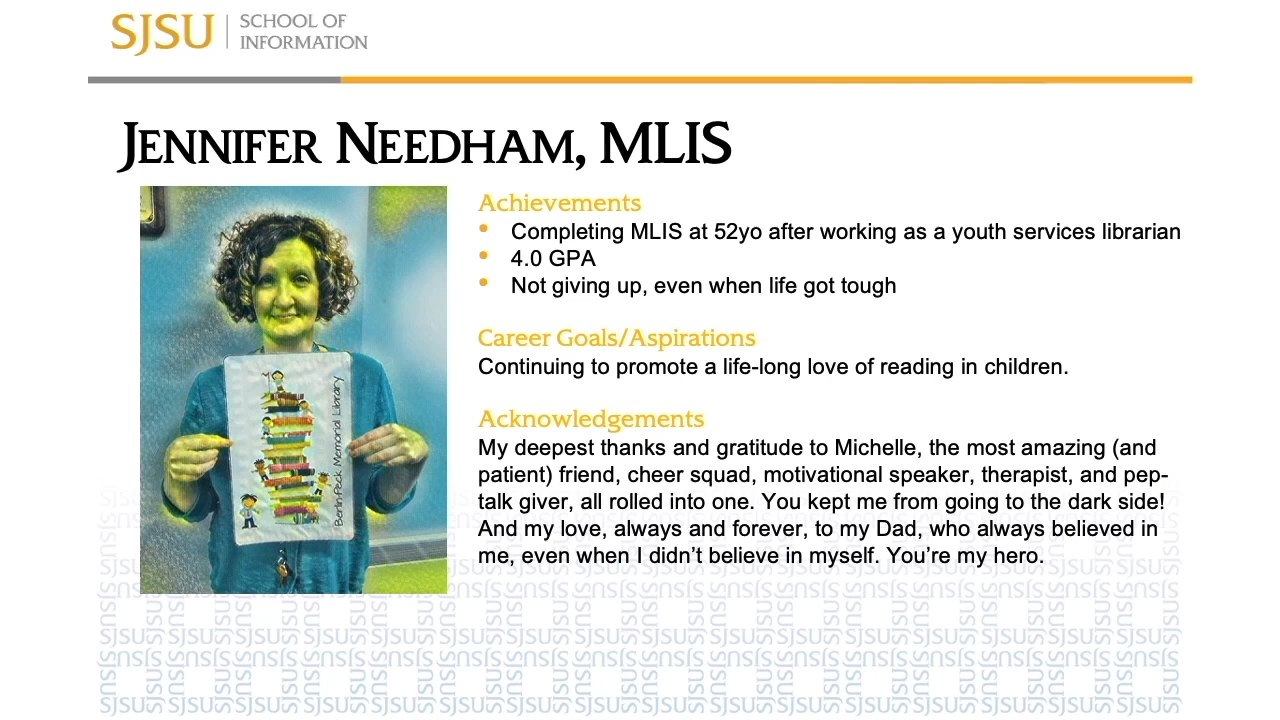 SJSU SCHOOL OF
INFORMATION
JENNIFER NEEDHAM, MLIS
Achievements
• Completing MLIS at 52yo after working as a youth services librarian
• 4.0 GPA
• Not giving up, even when life got tough
Career Goals/Aspirations
Continuing to promote a life-long love of reading in children.
Acknowledgements
My deepest thanks and gratitude to Michelle, the most amazing (and
patient) friend, cheer squad, motivational speaker, therapist, and pep-
talk giver, all rolled into one. You kept me from going to the dark side!
And my love, always and forever, to my Dad, who always believed in
me, even when I didn’t believe in myself. You’re my hero.
Berlin-Peck Memorial Library